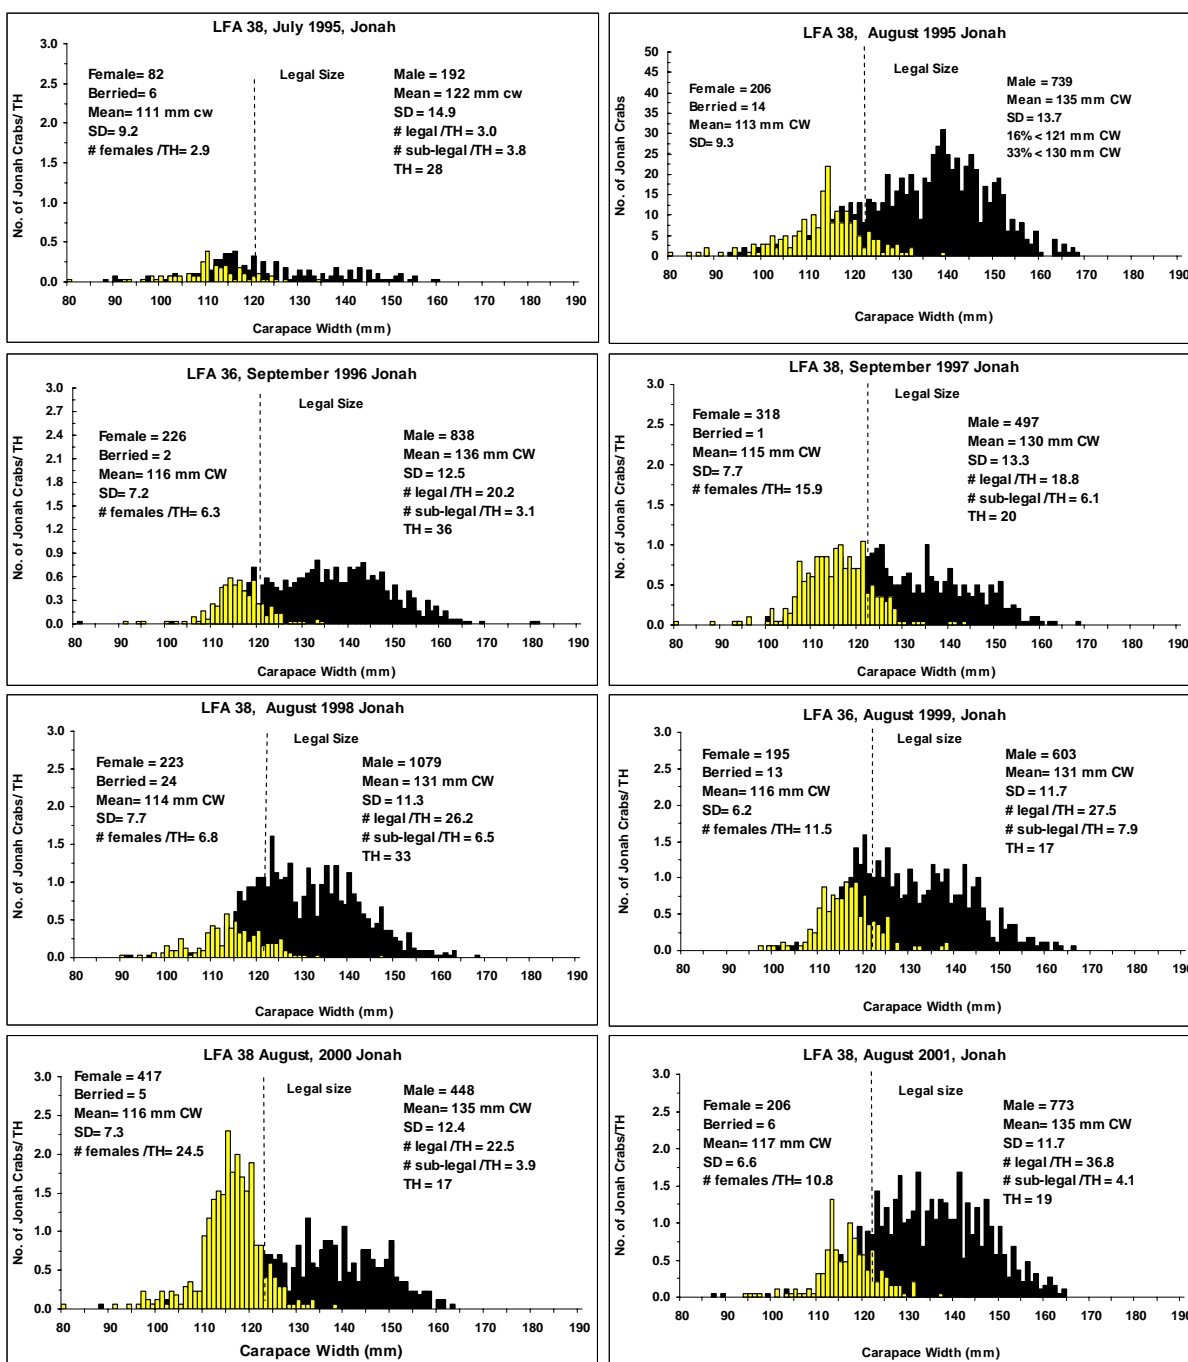 LFA 38, July 1995, Jonah
No. of Jonah Crabs/ TH
3.0
2.5
2.0
1.5
1.0
0.5
0.0
Female= 82
Berried= 6
Mean= 111 mm cw
SD= 9.2
# females /TH= 2.9
Legal Size
Male = 192
Mean = 122 mm cw
SD = 14.9
# legal /TH = 3.0
# sub-legal /TH = 3.8
TH = 28
80 90 100 110 120 130 140 150 160 170 180 190
Carapace Width (mm)
LFA 38, August 1995 Jonah
No. of Jonah Crabs
50
45
40
35
30
25
20
15
10
5
0
Female = 206
Berried = 14
Mean= 113 mm CW
SD= 9.3
Legal Size
Male = 739
Mean = 135 mm CW
SD = 13.7
16% < 121 mm CW
33% < 130 mm CW
80 90 100 110 120 130 140 150 160 170 180 190
Carapace Width (mm)
LFA 36, September 1996 Jonah
No. of Jonah Crabs/ TH
3.0
2.7
2.4
2.1
1.8
1.5
1.2
0.9
0.6
0.3
0.0
Female = 226
Berried = 2
Mean= 116 mm CW
SD= 7.2
# females /TH= 6.3
Legal Size
Male = 838
Mean = 136 mm CW
SD = 12.5
# legal /TH = 20.2
# sub-legal /TH = 3.1
TH = 36
80 90 100 110 120 130 140 150 160 170 180 190
Carapace Width (mm)
LFA 38, September 1997 Jonah
No. of Jonah Crabs/ TH
3.0
2.5
2.0
1.5
1.0
0.5
0.0
Female = 318
Berried = 1
Mean= 115 mm CW
SD= 7.7
# females /TH= 15.9
Legal Size
Male = 497
Mean = 130 mm CW
SD = 13.3
# legal /TH = 18.8
# sub-legal /TH = 6.1
TH = 20
80 90 100 110 120 130 140 150 160 170 180 190
Carapace Width (mm)
LFA 38, August 1998 Jonah
No. of Jonah Crabs/ TH
3.0
2.5
2.0
1.5
1.0
0.5
0.0
Female = 223
Berried = 24
Mean= 114 mm CW
SD= 7.7
# females /TH= 6.8
Legal Size
Male = 1079
Mean = 131 mm CW
SD = 11.3
# legal /TH = 26.2
# sub-legal /TH = 6.5
TH = 33
80 90 100 110 120 130 140 150 160 170 180 190
Carapace Width (mm)
LFA 36, August 1999, Jonah
No. of Jonah Crabs/ TH
3.0
2.5
2.0
1.5
1.0
0.5
0.0
Female = 195
Berried = 13
Mean = 116 mm CW
SD= 6.2
# females /TH= 11.5
Legal size
Male = 603
Mean = 131 mm CW
SD = 11.7
# legal /TH = 27.5
# sub-legal /TH = 7.9
TH = 17
80 90 100 110 120 130 140 150 160 170 180 190
Carapace Width (mm)
LFA 38 August, 2000 Jonah
No. of Jonah Crabs/ TH
3.0
2.5
2.0
1.5
1.0
0.5
0.0
Female = 417
Berried = 5
Mean= 116 mm CW
SD= 7.3
# females /TH= 24.5
Legal size
Male = 448
Mean= 135 mm CW
SD = 12.4
# legal /TH = 22.5
# sub-legal /TH = 3.9
TH = 17
80 100 110 120 130 140 150 160 170 180 190
Carapace Width (mm)
LFA 38, August 2001, Jonah
No. of Jonah Crabs/TH
3.0
2.5
2.0
1.5
1.0
0.5
0.0
Female = 206
Berried = 6
Mean= 117 mm CW
SD = 6.6
# females /TH= 10.8
Legal size
Male = 773
Mean= 135 mm CW
SD = 11.7
# legal /TH = 36.8
# sub-legal /TH = 4.1
TH = 19
80 90 100 110 120 130 140 150 160 170 180 190
Carapace Width (mm)